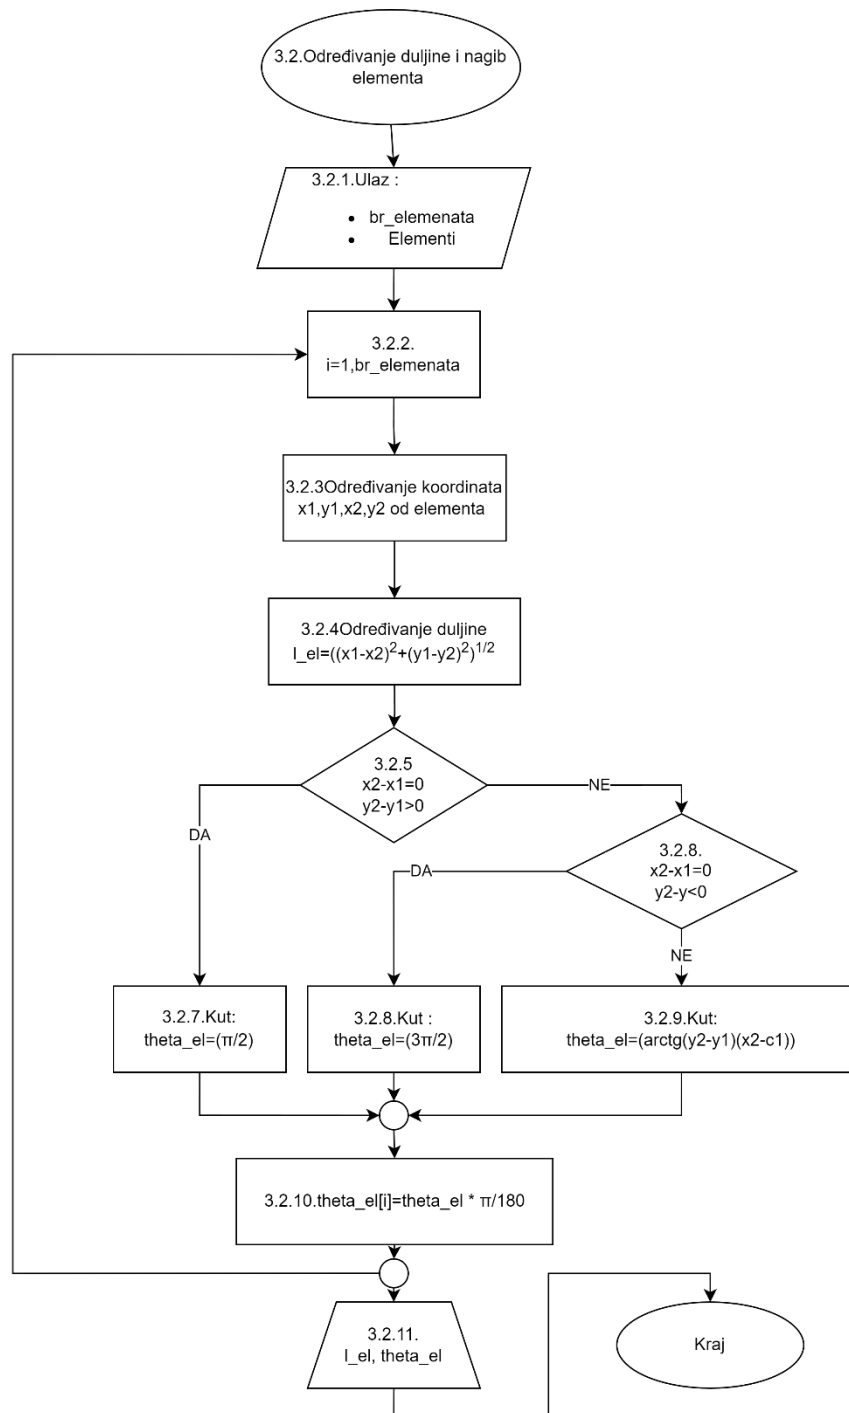 3.2.Određivanje duljine i nagib
elementa
3.2.1.Ulaz :
• br_elemenata
• Elementi
3.2.2.
i=1,br_elemenata
3.2.3Određivanje koordinata
x1,y1,x2,y2 od elementa
3.2.4Određivanje duljine
l_el=((x1-x2)²+(y1-y2)²)^1/2
3.2.5
x2-x1=0
y2-y1>0
NE
DA
3.2.8.
x2-x1=0
y2-y<0
DA
NE
3.2.7.Kut:
theta_el=(π/2)
3.2.8.Kut :
theta_el=(3π/2)
3.2.9.Kut:
theta_el=(arctg(y2-y1)(x2-c1))
3.2.10.theta_el[i]=theta_el * π/180
3.2.11.
l_el, theta_el
Kraj